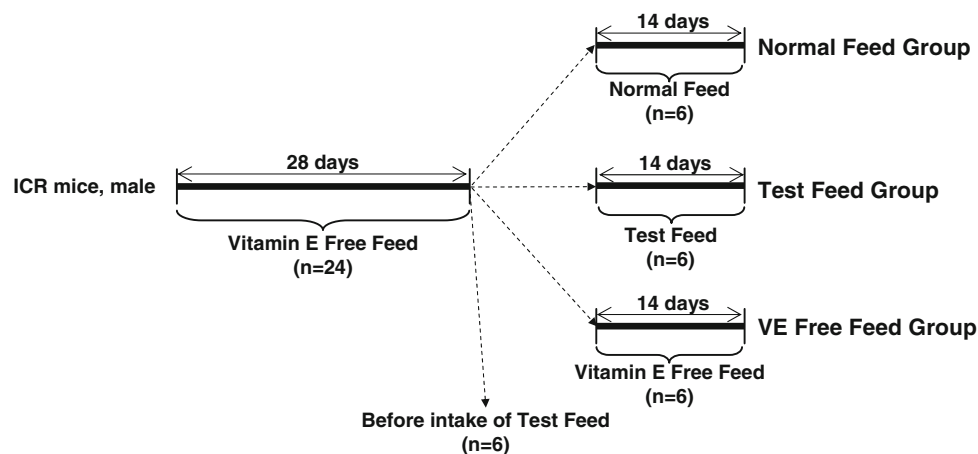 14 days
Normal Feed Group
Normal Feed
(n=6)
28 days
ICR mice, male
Vitamin E Free Feed
(n=24)
14 days
Test Feed Group
Test Feed
(n=6)
14 days
VE Free Feed Group
Vitamin E Free Feed
(n=6)
Before intake of Test Feed
(n=6)